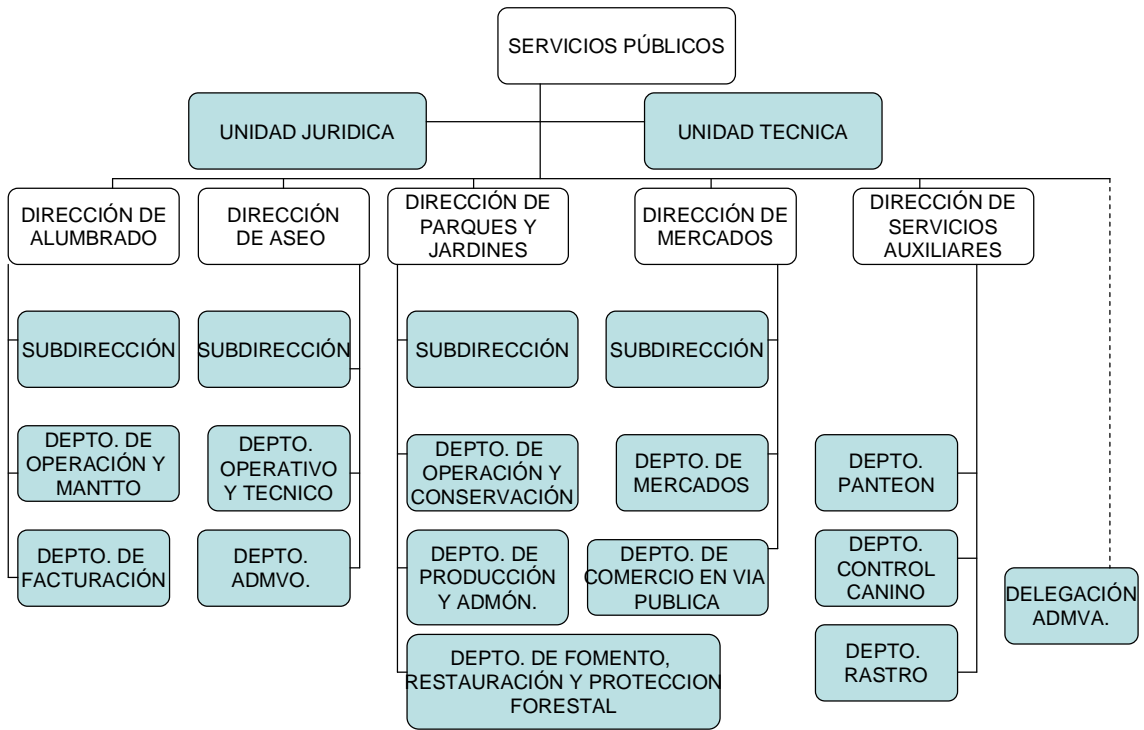 SERVICIOS PÚBLICOS
UNIDAD JURIDICA
UNIDAD TECNICA
DIRECCIÓN DE
ALUMBRADO
DIRECCIÓN
DE ASEO
DIRECCIÓN DE
PARQUES Y
JARDINES
DIRECCIÓN DE
MERCADOS
DIRECCIÓN DE
SERVICIOS
AUXILIARES
SUBDIRECCIÓN
SUBDIRECCIÓN
SUBDIRECCIÓN
SUBDIRECCIÓN
DEPTO. DE
OPERACIÓN Y
MANTTO
DEPTO.
OPERATIVO
Y TECNICO
DEPTO. DE
OPERACIÓN Y
CONSERVACIÓN
DEPTO. DE
MERCADOS
DEPTO.
PANTEON
DEPTO. DE
FACTURACIÓN
DEPTO.
ADMVO.
DEPTO. DE
PRODUCCIÓN
Y ADMÓN.
DEPTO. DE
COMERCIO EN VIA
PUBLICA
DEPTO.
CONTROL
CANINO
DELEGACIÓN
ADMVA.
DEPTO. DE FOMENTO,
RESTAURACIÓN Y PROTECCION
FORESTAL
DEPTO.
RASTRO